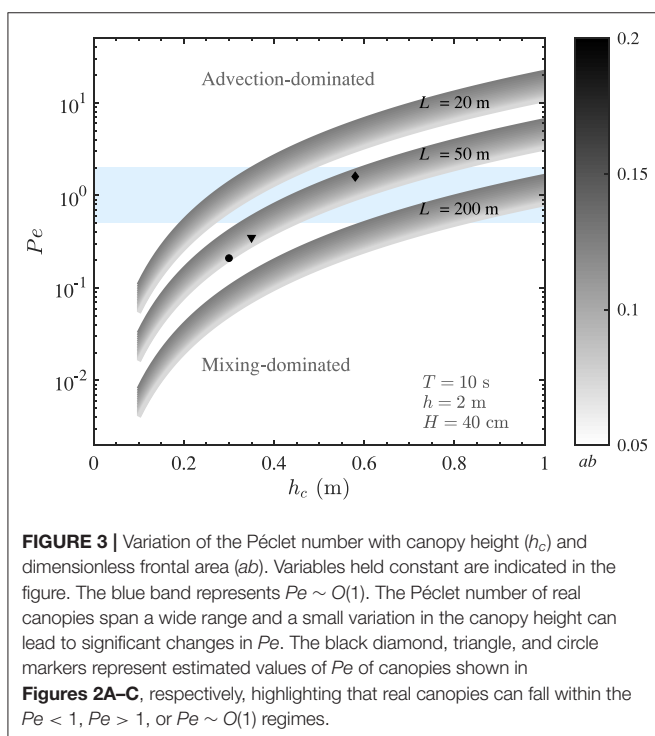 Advection-dominated
L = 20 m
L = 50 m
L = 200 m
Mixing-dominated
T = 10 s
h = 2 m
H = 40 cm
10¹
10⁰
10⁻¹
10⁻²
Pe
0
0.2
0.4
0.6
0.8
1
h_c (m)
0.2
0.15
0.1
0.05
ab
FIGURE 3 | Variation of the Péclet number with canopy height (h_c) and
dimensionless frontal area (ab). Variables held constant are indicated in the
figure. The blue band represents Pe ~ O(1). The Péclet number of real
canopies span a wide range and a small variation in the canopy height can
lead to significant changes in Pe. The black diamond, triangle, and circle
markers represent estimated values of Pe of canopies shown in
Figures 2A–C, respectively, highlighting that real canopies can fall within the
Pe < 1, Pe > 1, or Pe ~ O(1) regimes.